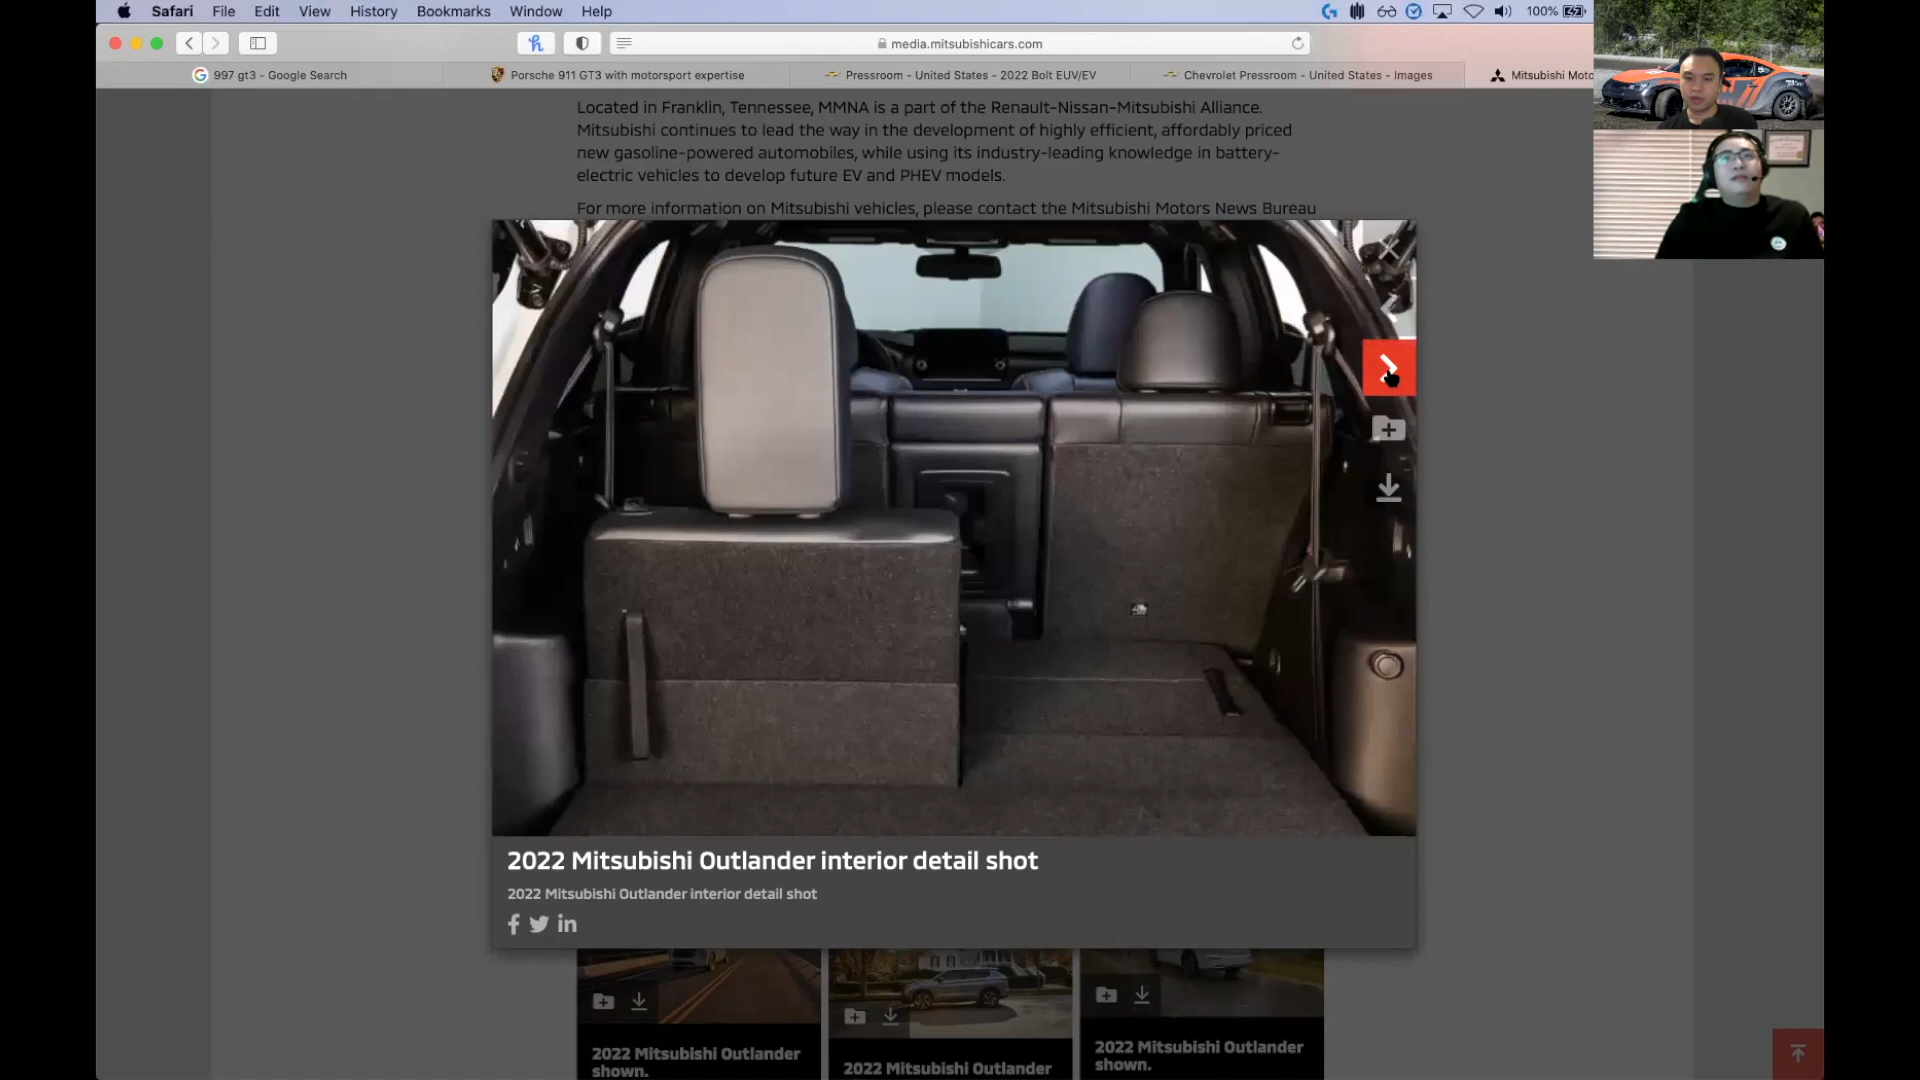 Safari File Edit View History Bookmarks Window Help 100%
media.mitsubishicars.com
997 gt3 - Google Search
Porsche 911 GT3 with motorsport expertise
Pressroom - United States - 2022 Bolt EUV/EV
Chevrolet Pressroom - United States - Images
Mitsubishi Moto
Located in Franklin, Tennessee, MMNA is a part of the Renault-Nissan-Mitsubishi Alliance.
Mitsubishi continues to lead the way in the development of highly efficient, affordably priced
new gasoline-powered automobiles, while using its industry-leading knowledge in battery-
electric vehicles to develop future EV and PHEV models.
For more information on Mitsubishi vehicles, please contact the Mitsubishi Motors News Bureau
2022 Mitsubishi Outlander interior detail shot
2022 Mitsubishi Outlander interior detail shot
2022 Mitsubishi Outlander
shown.
2022 Mitsubishi Outlander
2022 Mitsubishi Outlander
shown.